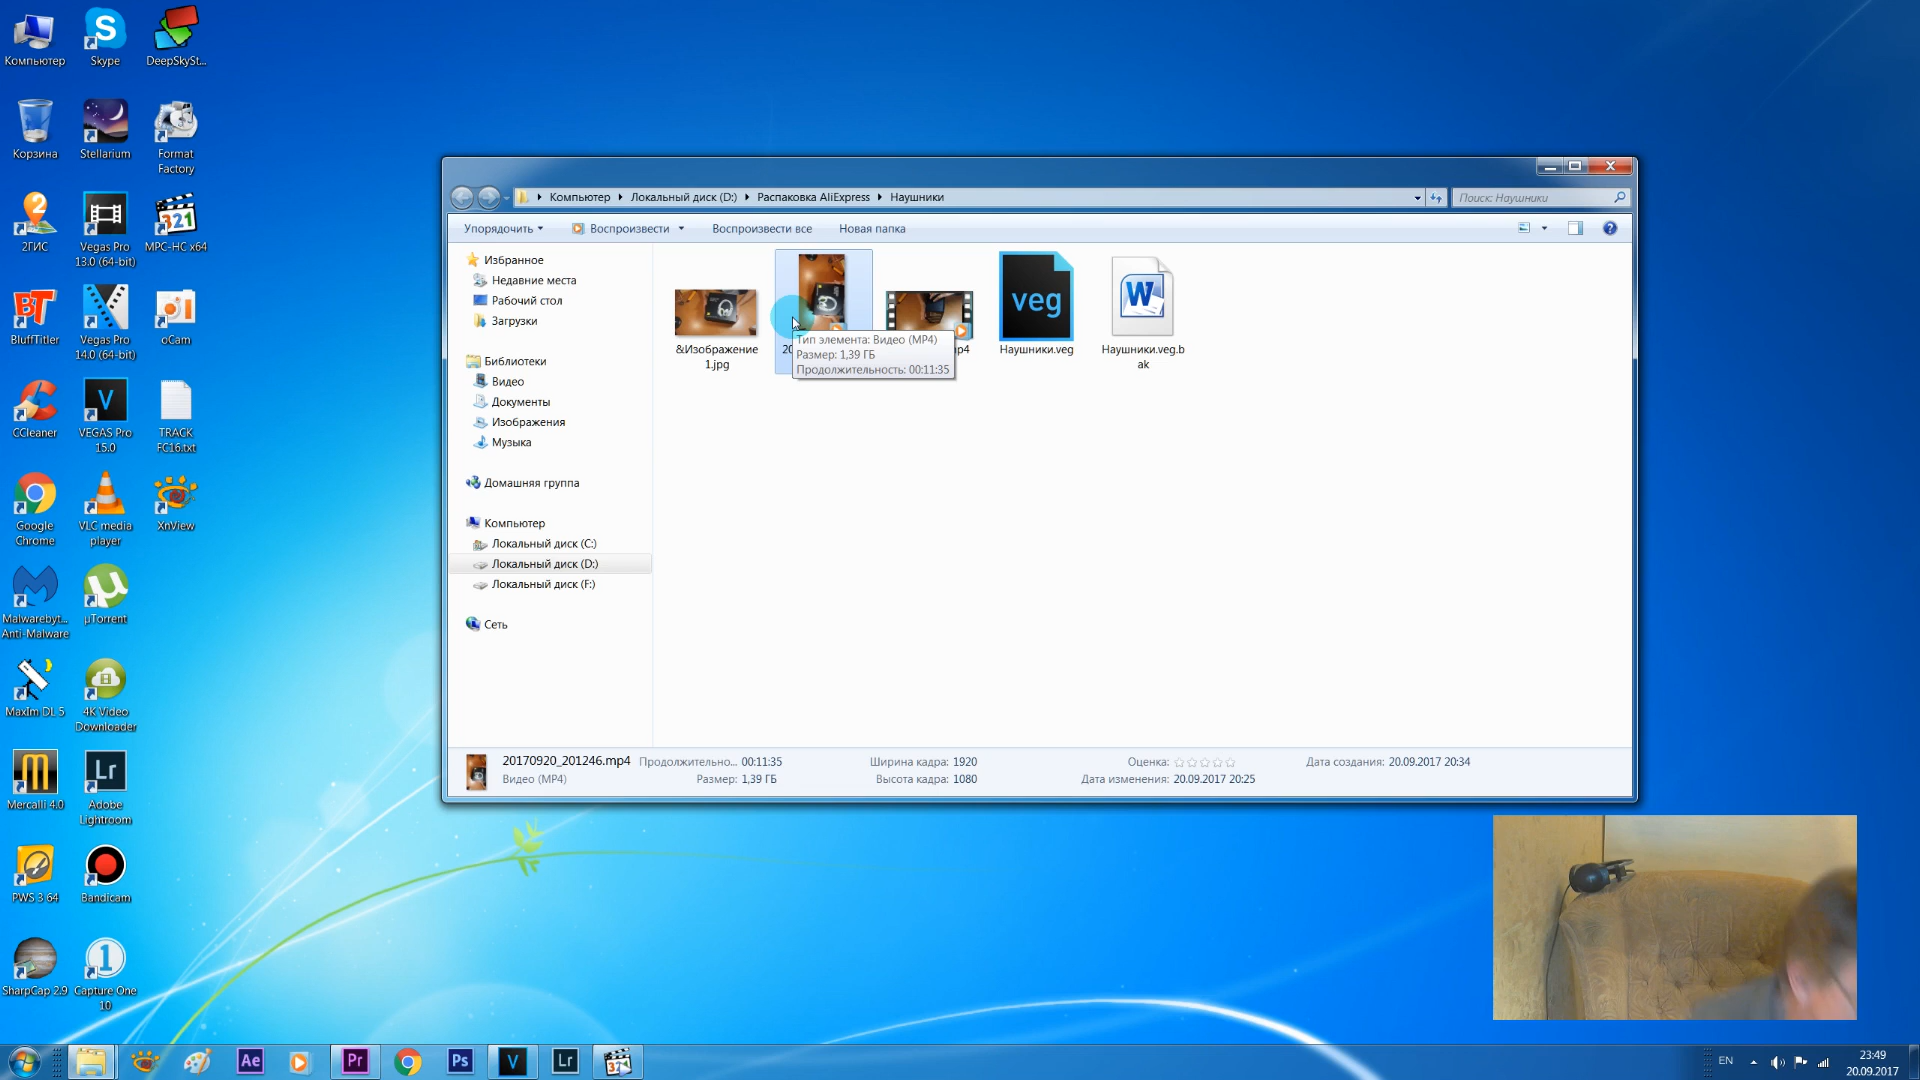 Компьютер
Skype
DeepSkySt...
Корзина
Stellarium
Format
Factory
2ГИС
Vegas Pro
13.0 (64-bit)
MPC-HC x64
BluffTitler
Vegas Pro
14.0 (64-bit)
oCam
CCleaner
VEGAS Pro
15.0
TRACK
FC16.txt
Google
Chrome
VLC media
player
XnView
Malwarebyt...
Anti-Malware
µTorrent
MaxIm DL 5
4K Video
Downloader
Mercalli 4.0
Adobe
Lightroom
PWS 3 64
Bandicam
SharpCap 2.9
Capture One
10
Компьютер
Локальный диск (D:)
Распаковка AliExpress
Наушники
Поиск: Наушники
Упорядочить
Воспроизвести
Воспроизвести все
Новая папка
Избранное
Недавние места
Рабочий стол
Загрузки
Библиотеки
Видео
Документы
Изображения
Музыка
Домашняя группа
Компьютер
Локальный диск (C:)
Локальный диск (D:)
Локальный диск (F:)
Сеть
&Изображение
1.jpg
veg
Наушники.veg
W
Наушники.veg.b
ak
Тип элемента: Видео (MP4)
Размер: 1,39 ГБ
Продолжительность: 00:11:35
20170920_201246.mp4
Видео (MP4)
Продолжительно... 00:11:35
Размер: 1,39 ГБ
Ширина кадра: 1920
Высота кадра: 1080
Оценка:
Дата изменения: 20.09.2017 20:25
Дата создания: 20.09.2017 20:34
Ae
Pr
Ps
V
Lr
EN
23:49
20.09.2017